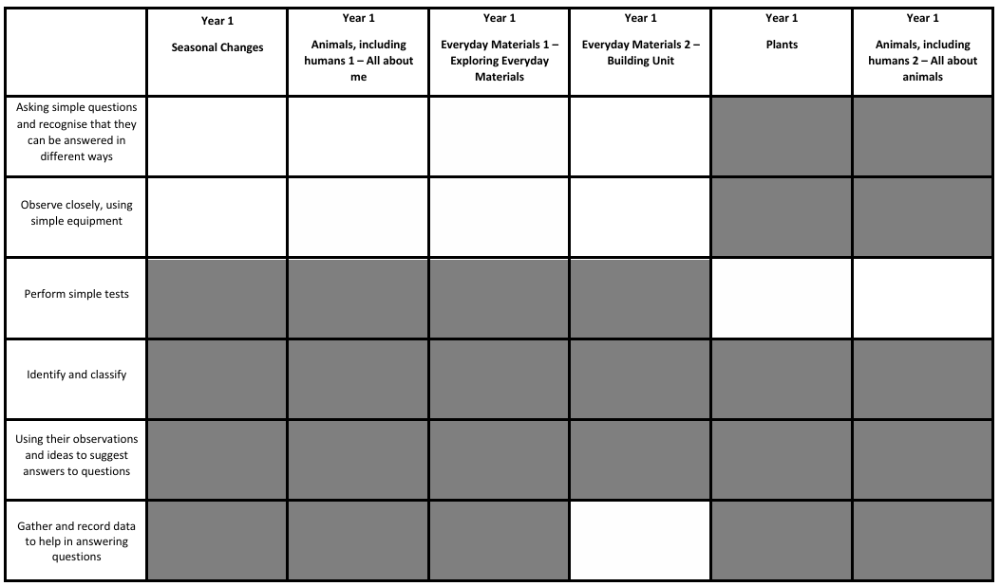 Year 1
Seasonal Changes
Year 1
Animals, including
humans 1 – All about
me
Year 1
Everyday Materials 1 –
Exploring Everyday
Materials
Year 1
Everyday Materials 2 –
Building Unit
Year 1
Plants
Year 1
Animals, including
humans 2 – All about
animals
Asking simple questions
and recognise that they
can be answered in
different ways
Observe closely, using
simple equipment
Perform simple tests
Identify and classify
Using their observations
and ideas to suggest
answers to questions
Gather and record data
to help in answering
questions